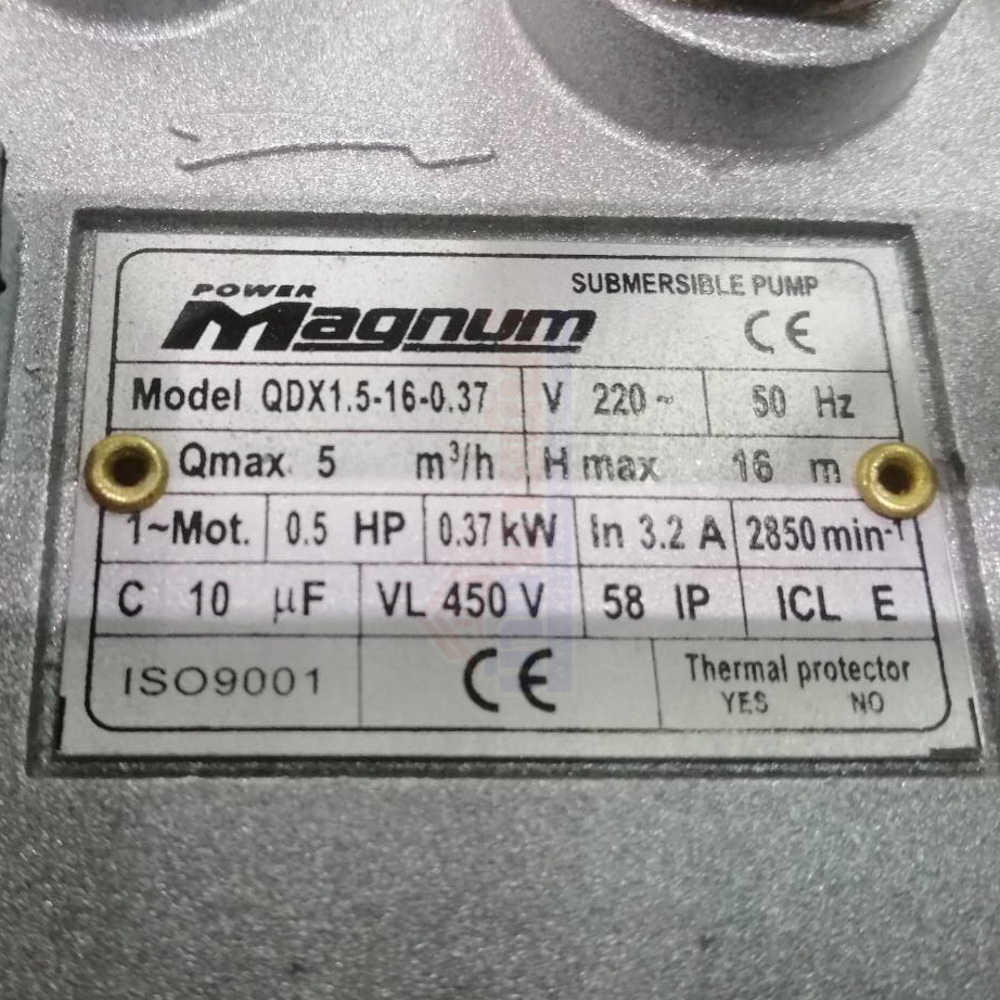 POWER
Magnum
SUBMERSIBLE PUMP
CE
Model QDX1.5-16-0.37 V 220~ 50 Hz
Qmax 5 m³/h H max 16 m
1~Mot. 0.5 HP 0.37 kW In 3.2 A 2850 min-¹
C 10 µF VL 450 V 58 IP ICL E
ISO9001 CE Thermal protector
YES NO